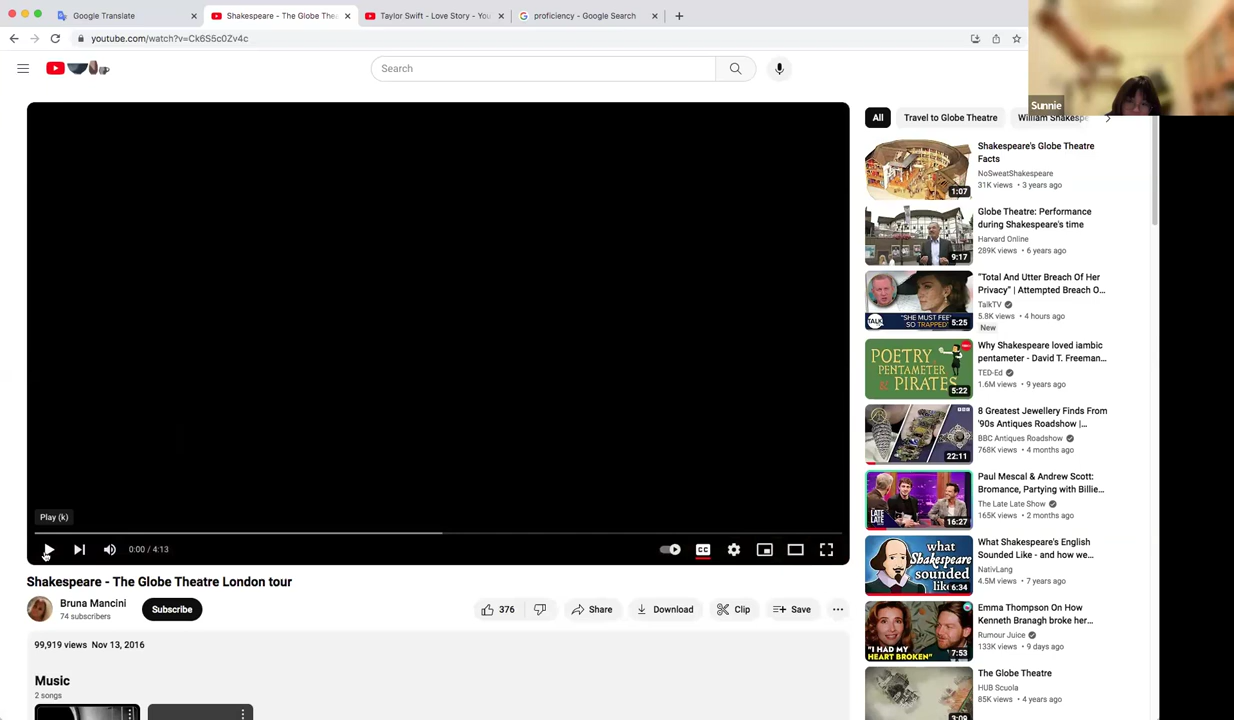 Google Translate
Shakespeare - The Globe Thea
Taylor Swift - Love Story - You
proficiency - Google Search
youtube.com/watch?v=Ck6S5c0Zv4c
Search
Sunnie
All
Travel to Globe Theatre
William Shakespe
Shakespeare's Globe Theatre
Facts
NoSweatShakespeare
31K views • 3 years ago
1:07
Globe Theatre: Performance
during Shakespeare's time
Harvard Online
289K views • 6 years ago
9:17
“Total And Utter Breach Of Her
Privacy” | Attempted Breach O...
TalkTV
5.8K views • 4 hours ago
New
TALK
"SHE MUST FEEL
SO TRAPPED"
5:25
Why Shakespeare loved iambic
pentameter - David T. Freeman...
TED-Ed
1.6M views • 9 years ago
POETRY
PENTAMETER
& PIRATES
5:22
8 Greatest Jewellery Finds From
'90s Antiques Roadshow |...
BBC Antiques Roadshow
768K views • 4 months ago
22:11
Paul Mescal & Andrew Scott:
Bromance, Partying with Billie...
The Late Late Show
165K views • 2 months ago
LATE
LATE
16:27
What Shakespeare's English
Sounded Like - and how we...
NativLang
4.5M views • 7 years ago
what
Shakespeare
sounded
like
6:34
Emma Thompson On How
Kenneth Branagh broke her...
Rumour Juice
133K views • 9 days ago
"I HAD MY
HEART BROKEN"
7:53
The Globe Theatre
HUB Scuola
85K views • 4 years ago
3:09
Play (k)
0:00 / 4:13
CC
Shakespeare - The Globe Theatre London tour
Bruna Mancini
74 subscribers
Subscribe
376
Share
Download
Clip
Save
99,919 views Nov 13, 2016
Music
2 songs